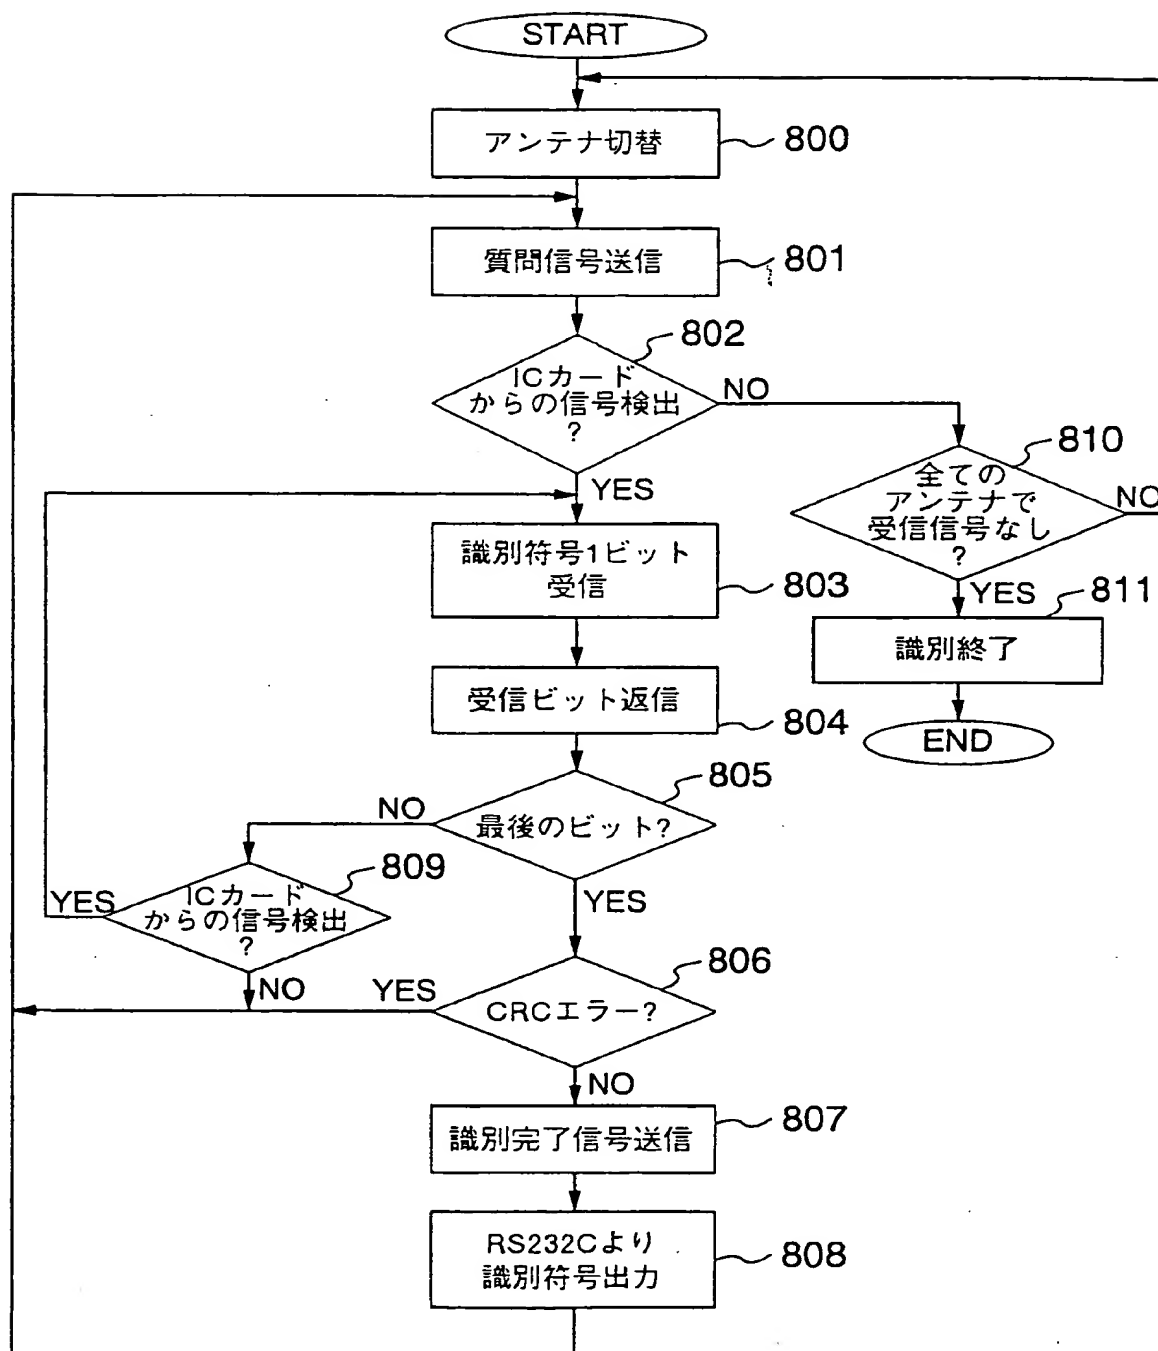 START
アンテナ切替
800
質問信号送信
801
802
ICカード
からの信号検出
?
NO
YES
810
全ての
アンテナで
受信信号なし
?
NO
YES
識別符号1ビット
受信
803
811
識別終了
受信ビット返信
804
END
805
最後のビット?
NO
YES
809
ICカード
からの信号検出
?
YES
NO
806
CRCエラー?
YES
NO
識別完了信号送信
807
RS232Cより
識別符号出力
808